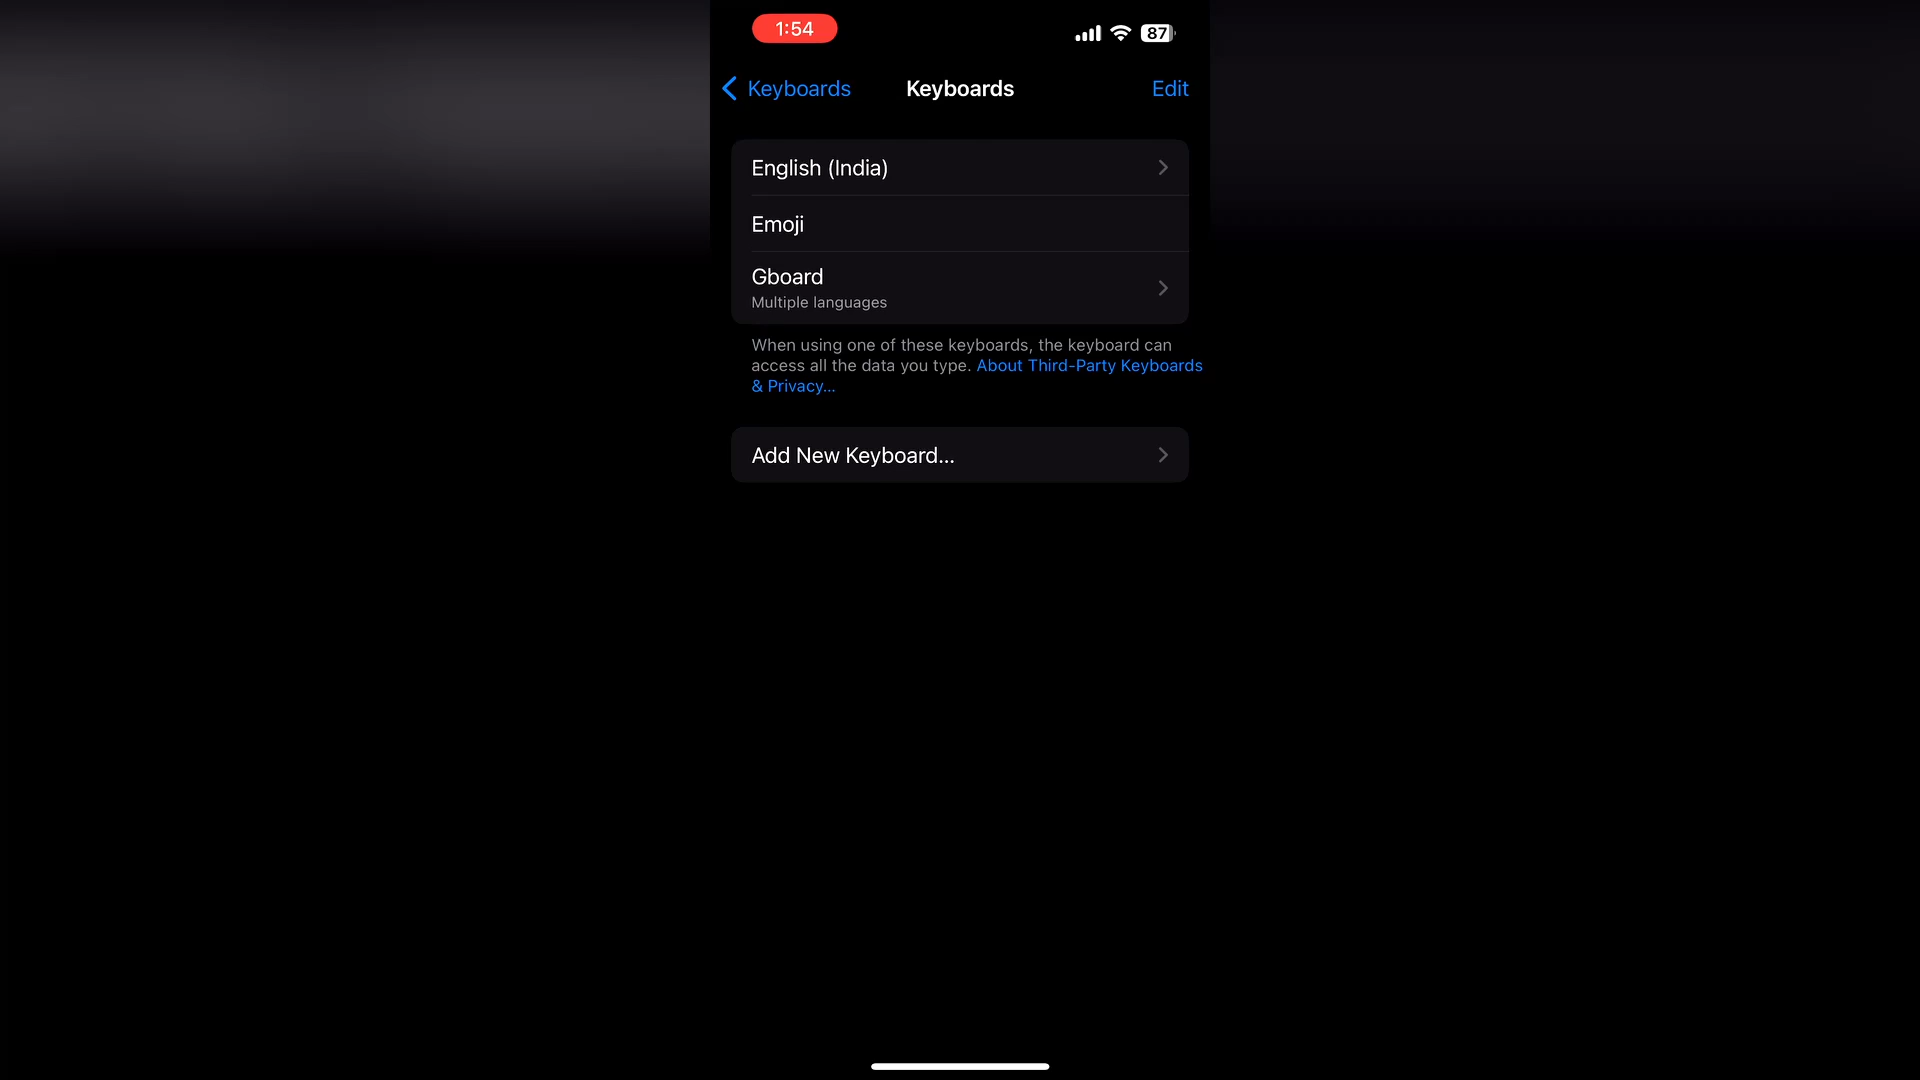 1:54
87
Keyboards
Keyboards
Edit
English (India)
Emoji
Gboard
Multiple languages
When using one of these keyboards, the keyboard can
access all the data you type. About Third-Party Keyboards
& Privacy...
Add New Keyboard...